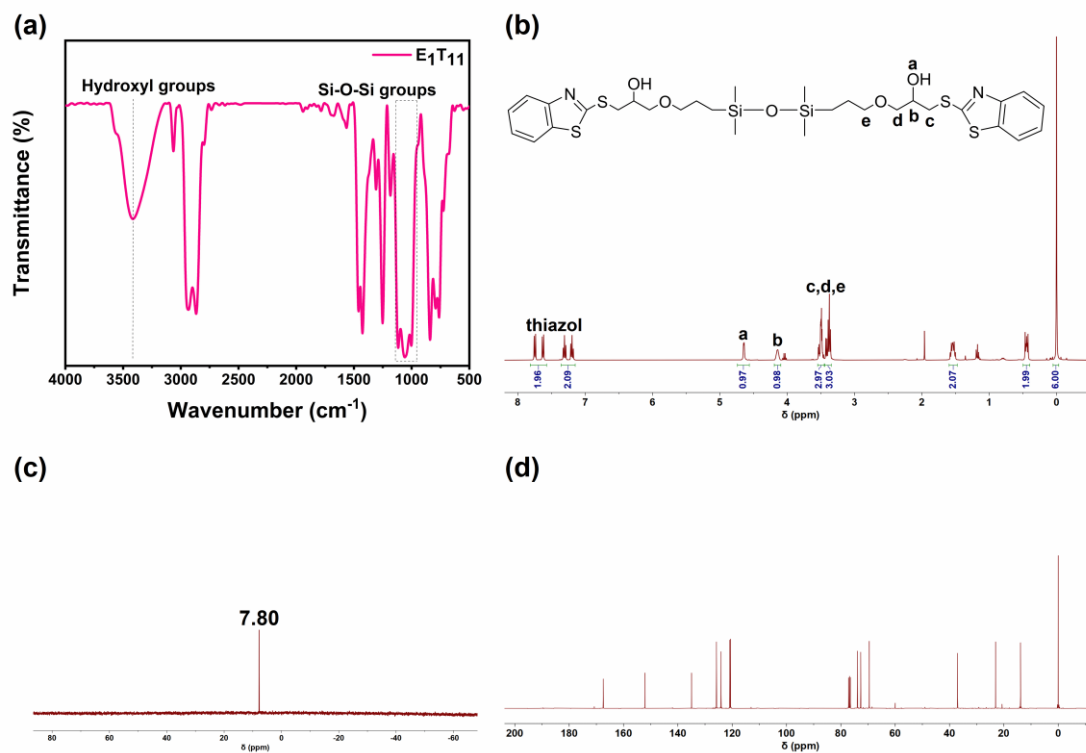 (a)
E1T11
Hydroxyl groups
Si-O-Si groups
Transmittance (%)
4000 3500 3000 2500 2000 1500 1000 500
Wavenumber (cm-1)
(b)
a
OH OH
N S O Si O Si O S N
S e d b c S
c,d,e
thiazol a b
1.96 2.09 0.97 0.98 2.97 3.03 2.07 1.99 6.00
8 7 6 5 4 3 2 1 0
δ (ppm)
(c)
7.80
80 60 40 20 0 -20 -40 -60
δ (ppm)
(d)
200 180 160 140 120 100 80 60 40 20 0
δ (ppm)